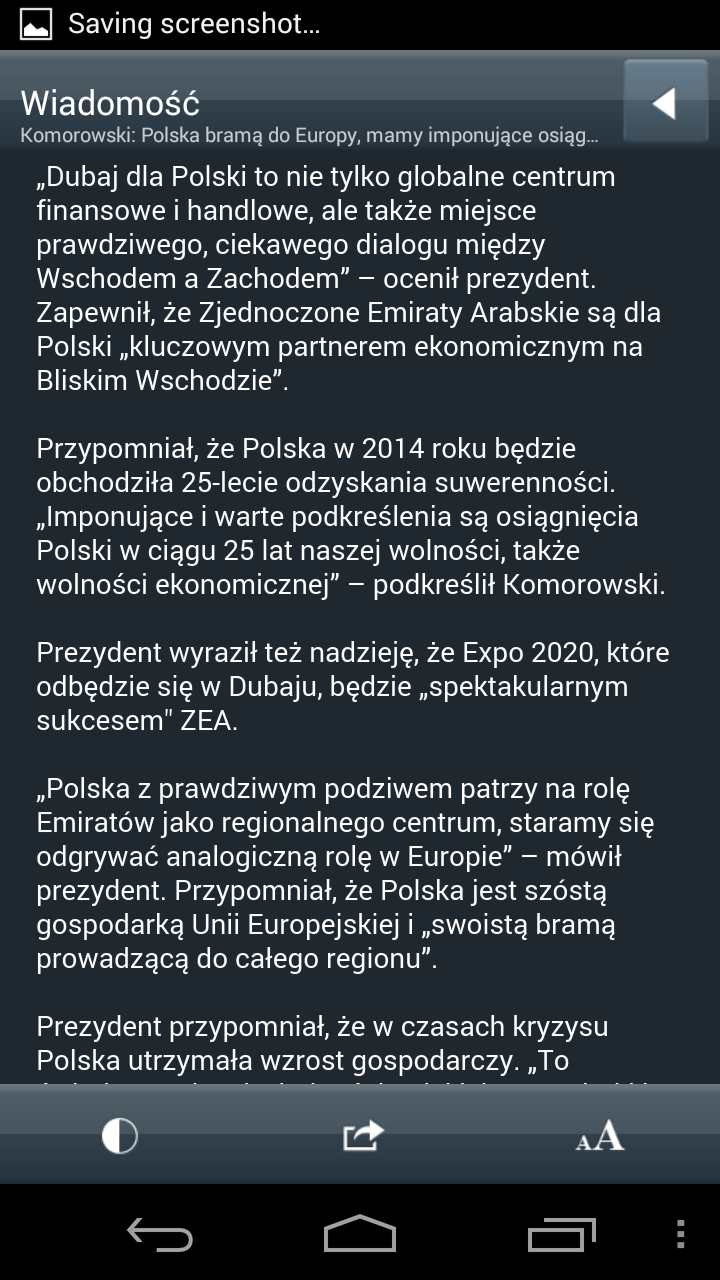 Saving screenshot...
Wiadomość
Komorowski: Polska bramą do Europy, mamy imponujące osiąg...
„Dubaj dla Polski to nie tylko globalne centrum
finansowe i handlowe, ale także miejsce
prawdziwego, ciekawego dialogu między
Wschodem a Zachodem” – ocenił prezydent.
Zapewnił, że Zjednoczone Emiraty Arabskie są dla
Polski „kluczowym partnerem ekonomicznym na
Bliskim Wschodzie”.
Przypomniał, że Polska w 2014 roku będzie
obchodziła 25-lecie odzyskania suwerenności.
„Imponujące i warte podkreślenia są osiągnięcia
Polski w ciągu 25 lat naszej wolności, także
wolności ekonomicznej” – podkreślił Komorowski.
Prezydent wyraził też nadzieję, że Expo 2020, które
odbędzie się w Dubaju, będzie „spektakularnym
sukcesem" ZEA.
„Polska z prawdziwym podziwem patrzy na rolę
Emiratów jako regionalnego centrum, staramy się
odgrywać analogiczną rolę w Europie” – mówił
prezydent. Przypomniał, że Polska jest szóstą
gospodarką Unii Europejskiej i „swoistą bramą
prowadzącą do całego regionu”.
Prezydent przypomniał, że w czasach kryzysu
Polska utrzymała wzrost gospodarczy. „To
AA